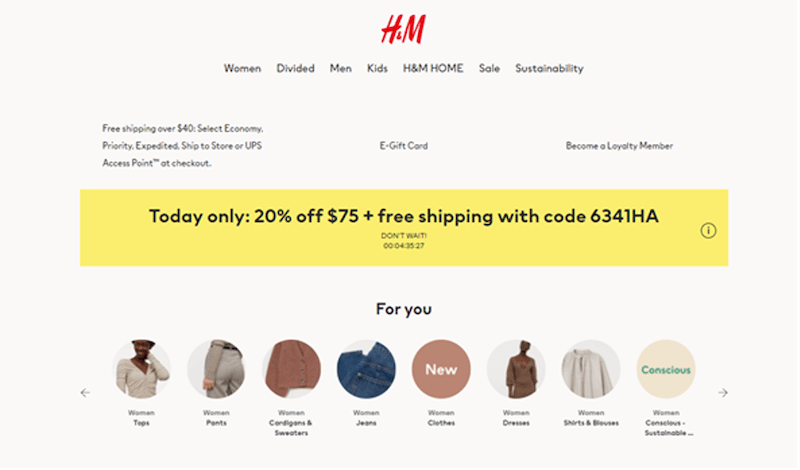 H&M
Women Divided Men Kids H&M HOME Sale Sustainability
Free shipping over $40: Select Economy,
Priority, Expedited, Ship to Store or UPS
Access Point™ at checkout.
E-Gift Card
Become a Loyalty Member
Today only: 20% off $75 + free shipping with code 6341HA
DON'T WAIT!
00:04:35:27
For you
New
Conscious
Women
Tops
Women
Pants
Women
Cardigans &
Sweaters
Women
Jeans
Women
Clothes
Women
Dresses
Women
Shirts & Blouses
Women
Conscious -
Sustainable ...